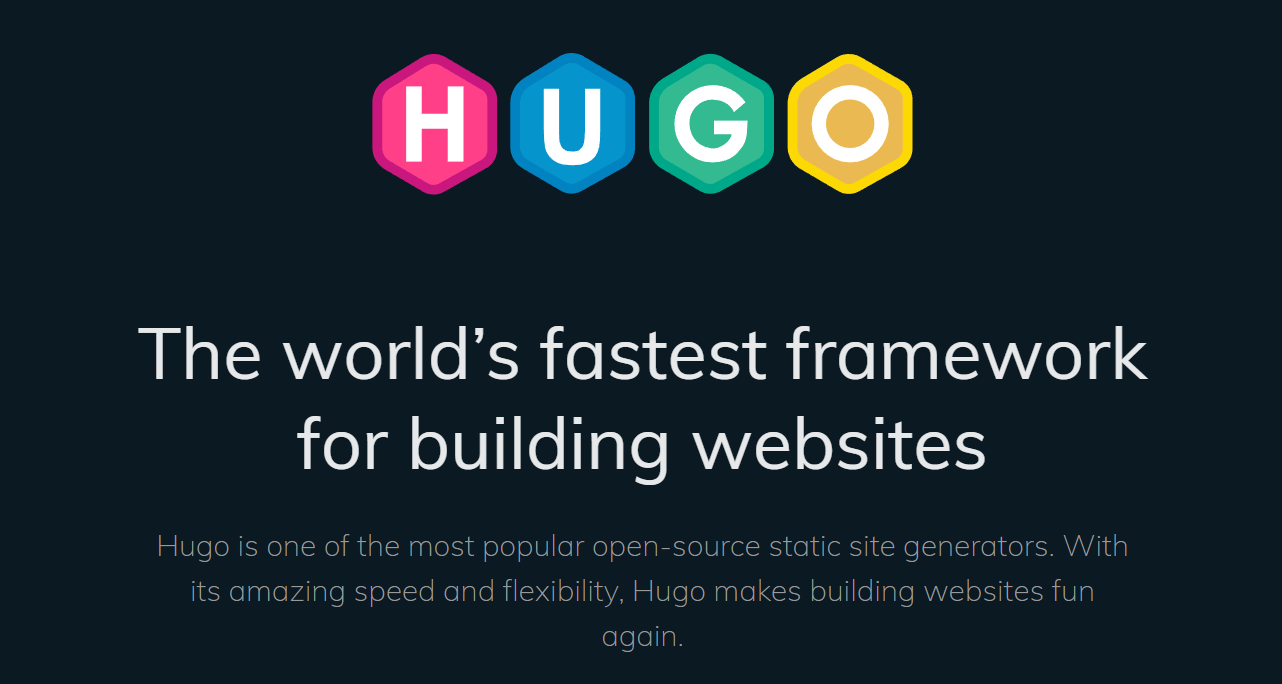 HUGO
The world’s fastest framework
for building websites
Hugo is one of the most popular open-source static site generators. With
its amazing speed and flexibility, Hugo makes building websites fun
again.